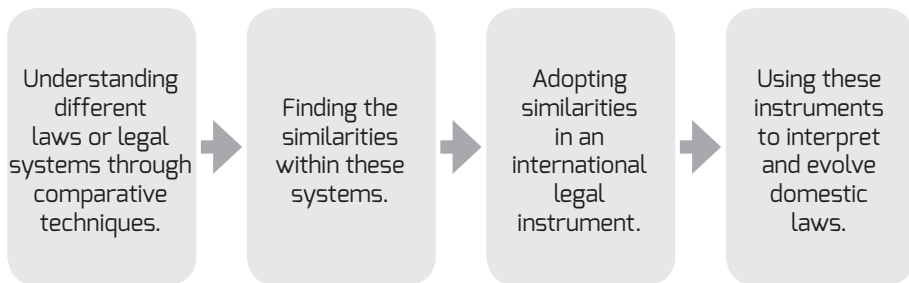 Understanding
different
laws or legal
systems through
comparative
techniques.
Finding the
similarities
within these
systems.
Adopting
similarities
in an
international
legal
instrument.
Using these
instruments
to interpret
and evolve
domestic
laws.